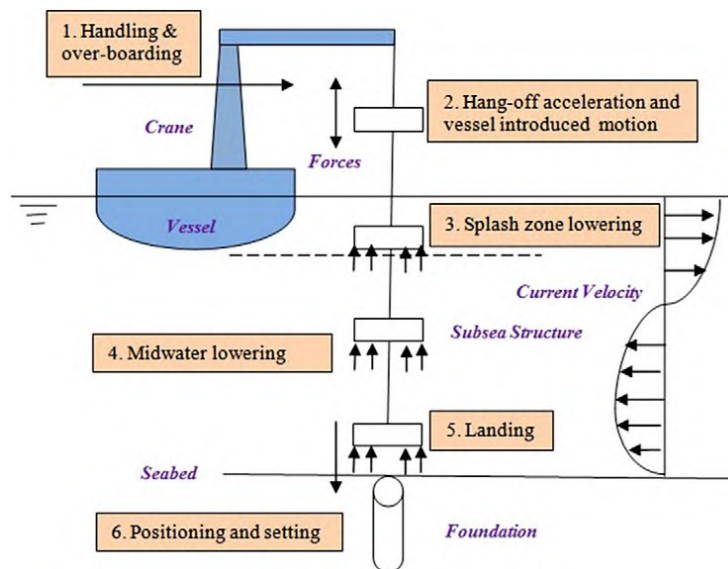 1. Handling &
over-boarding
2. Hang-off acceleration and
vessel introduced motion
Crane
Forces
Vessel
3. Splash zone lowering
Current Velocity
Subsea Structure
4. Midwater lowering
5. Landing
Seabed
6. Positioning and setting
Foundation